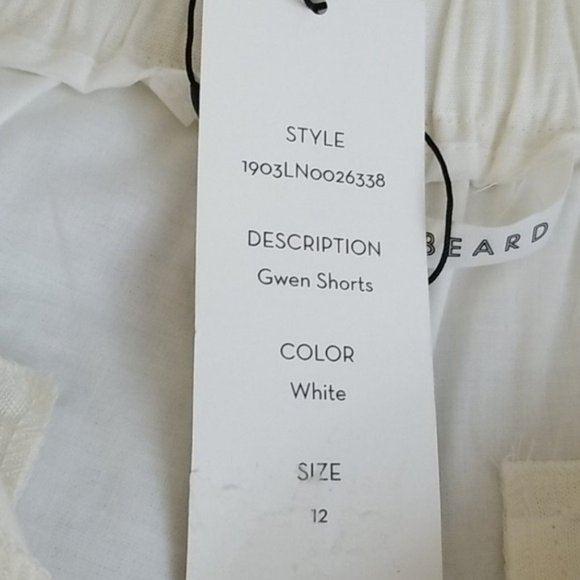 STYLE
1903LN0026338
DESCRIPTION
Gwen Shorts
COLOR
White
SIZE
12
BEARD